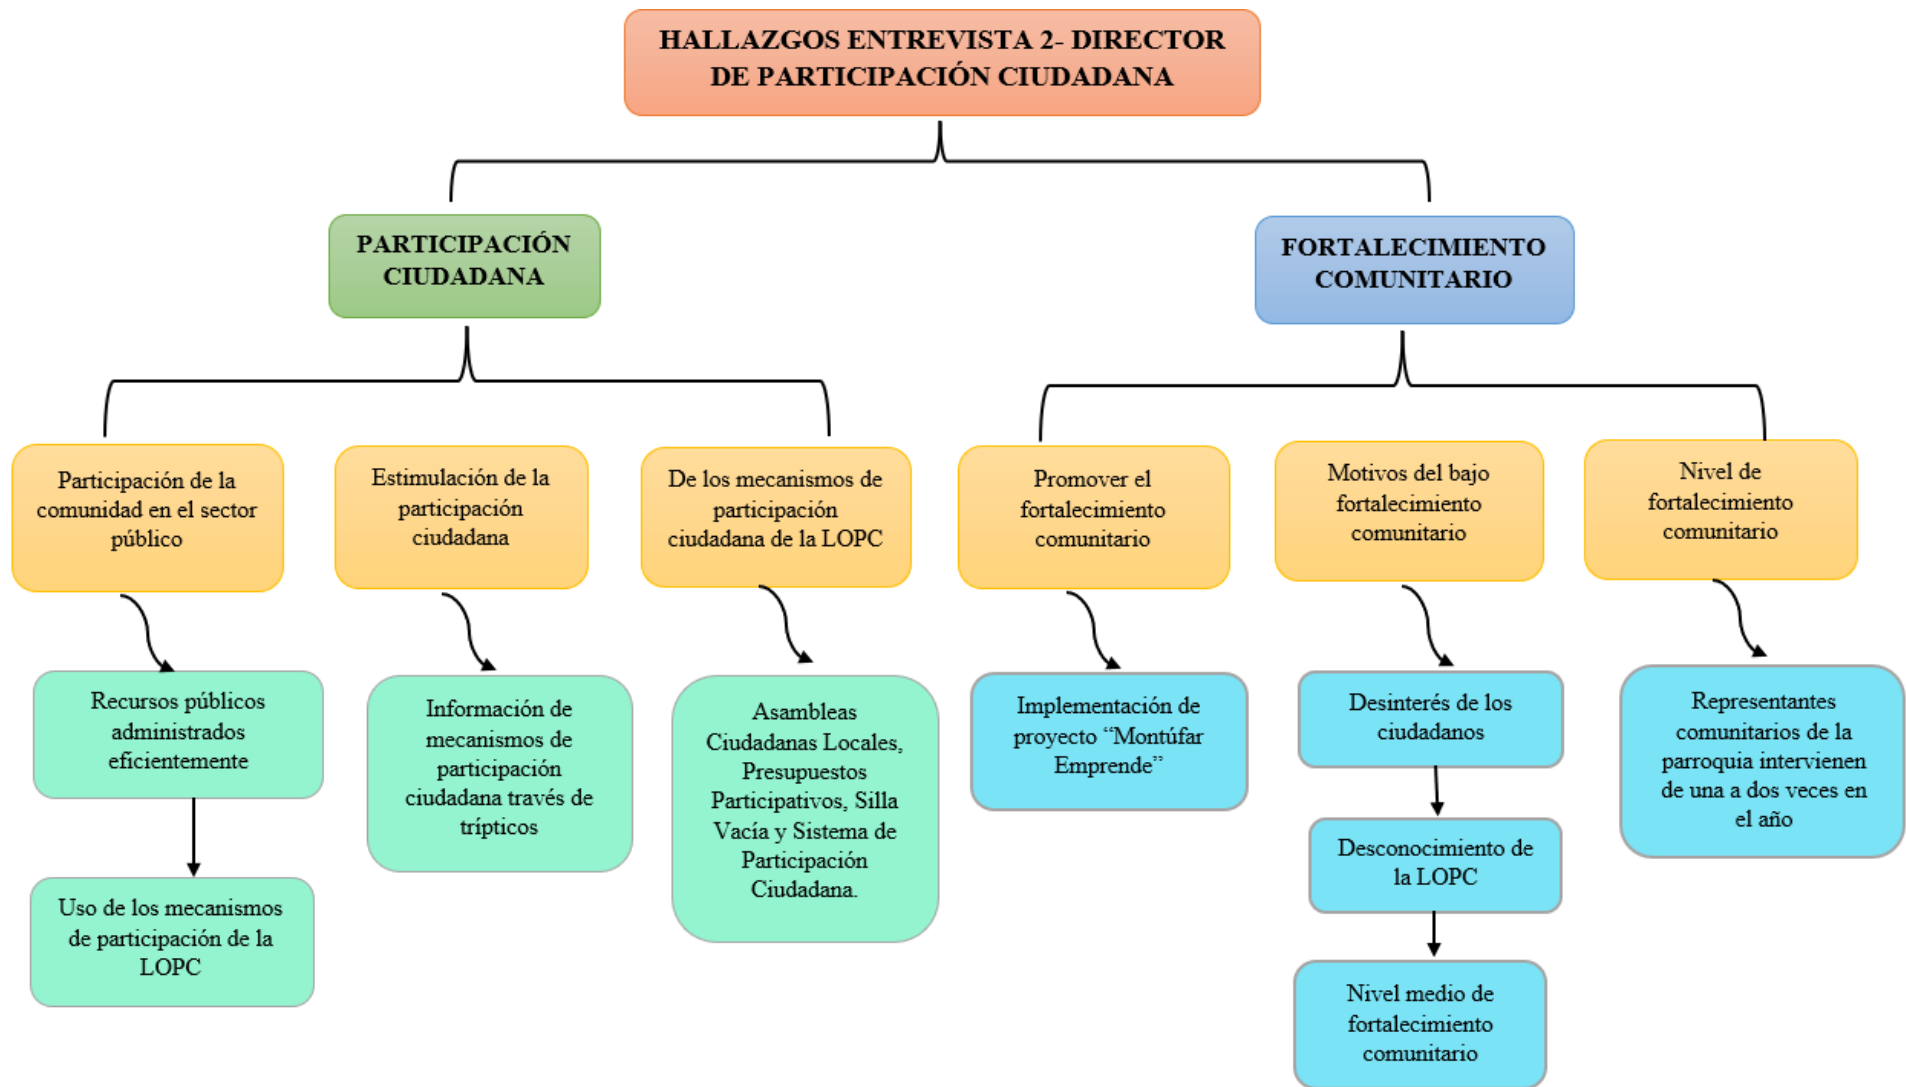 HALLAZGOS ENTREVISTA 2- DIRECTOR
DE PARTICIPACIÓN CIUDADANA
PARTICIPACIÓN
CIUDADANA
FORTALECIMIENTO
COMUNITARIO
Participación de la
comunidad en el sector
público
Estimulación de la
participación
ciudadana
De los mecanismos de
participación
ciudadana de la LOPC
Promover el
fortalecimiento
comunitario
Motivos del bajo
fortalecimiento
comunitario
Nivel de
fortalecimiento
comunitario
Recursos públicos
administrados
eficientemente
Información de
mecanismos de
participación
ciudadana través de
trípticos
Asambleas
Ciudadanas Locales,
Presupuestos
Participativos, Silla
Vacía y Sistema de
Participación
Ciudadana.
Implementación de
proyecto “Montúfar
Emprende”
Desinterés de los
ciudadanos
Representantes
comunitarios de la
parroquia intervienen
de una a dos veces en
el año
Uso de los mecanismos
de participación de la
LOPC
Desconocimiento de
la LOPC
Nivel medio de
fortalecimiento
comunitario